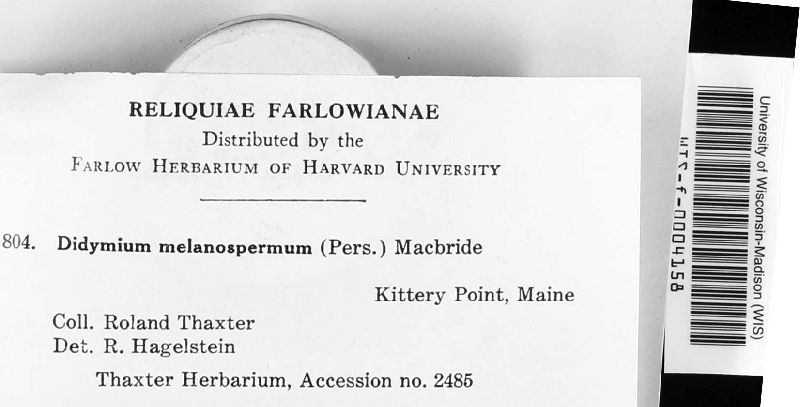 RELIQUIAE FARLOWIANAE
Distributed by the
FARLOW HERBARIUM OF HARVARD UNIVERSITY
804. Didymium melanospermum (Pers.) Macbride
Kittery Point, Maine
Coll. Roland Thaxter
Det. R. Hagelstein
Thaxter Herbarium, Accession no. 2485
University of Wisconsin-Madison (WIS)
WIS-f-0004158